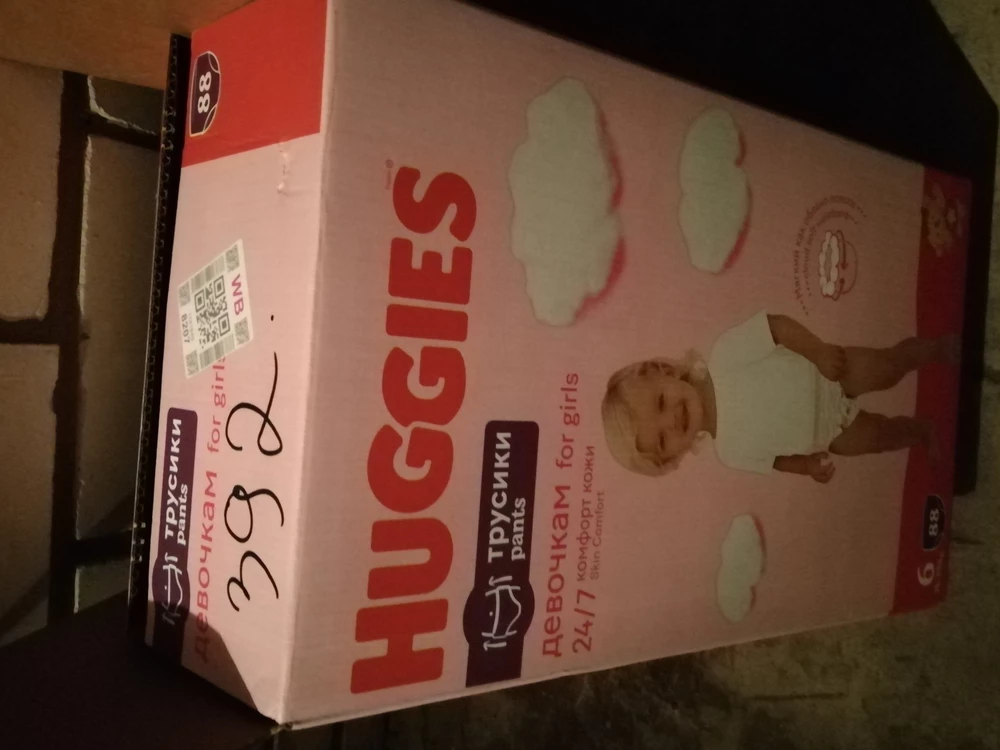 88
WB
8287
трусики
pants
девочкам for girls
392.
HUGGIES
трусики
pants
девочкам for girls
24/7 комфорт кожи
Skin Comfort
6
88